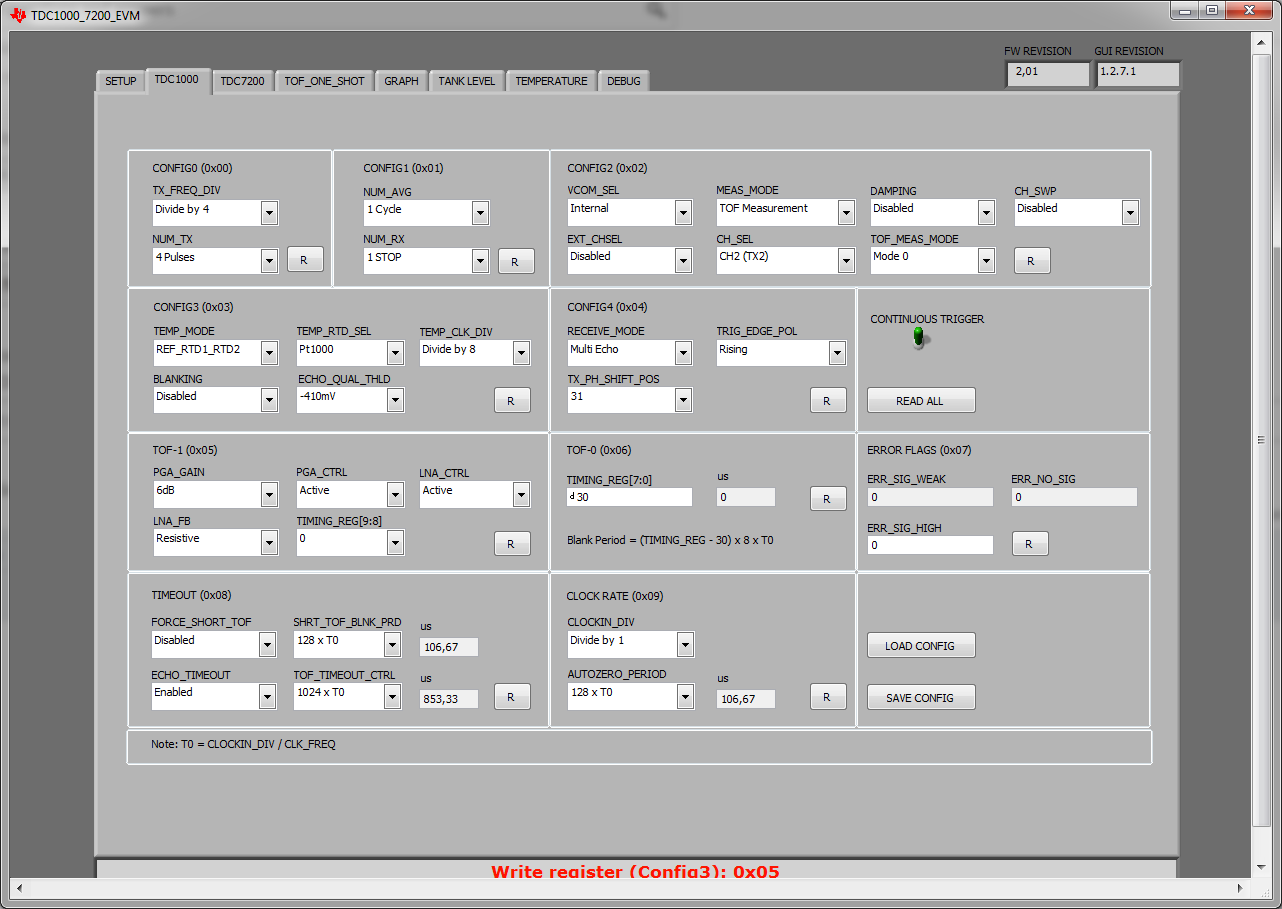 TDC1000_7200_EVM
FW REVISION GUI REVISION
2,01 1.2.7.1
SETUP TDC1000 TDC7200 TOF_ONE_SHOT GRAPH TANK LEVEL TEMPERATURE DEBUG
CONFIG0 (0x00)
TX_FREQ_DIV
Divide by 4
NUM_TX
4 Pulses R
CONFIG1 (0x01)
NUM_AVG
1 Cycle
NUM_RX
1 STOP R
CONFIG2 (0x02)
VCOM_SEL MEAS_MODE DAMPING CH_SWP
Internal TOF Measurement Disabled Disabled
EXT_CHSEL CH_SEL TOF_MEAS_MODE
Disabled CH2 (TX2) Mode 0 R
CONFIG3 (0x03)
TEMP_MODE TEMP_RTD_SEL TEMP_CLK_DIV
REF_RTD1_RTD2 Pt1000 Divide by 8
BLANKING ECHO_QUAL_THLD
Disabled -410mV R
CONFIG4 (0x04)
RECEIVE_MODE TRIG_EDGE_POL
Multi Echo Rising
TX_PH_SHIFT_POS
31 R
CONTINUOUS TRIGGER
READ ALL
TOF-1 (0x05)
PGA_GAIN PGA_CTRL LNA_CTRL
6dB Active Active
LNA_FB TIMING_REG[9:8]
Resistive 0 R
TOF-0 (0x06)
TIMING_REG[7:0] us
d 30 0 R
Blank Period = (TIMING_REG - 30) x 8 x T0
ERROR FLAGS (0x07)
ERR_SIG_WEAK ERR_NO_SIG
0 0
ERR_SIG_HIGH
0 R
TIMEOUT (0x08)
FORCE_SHORT_TOF SHRT_TOF_BLNK_PRD us
Disabled 128 x T0 106,67
ECHO_TIMEOUT TOF_TIMEOUT_CTRL us
Enabled 1024 x T0 853,33 R
CLOCK RATE (0x09)
CLOCKIN_DIV
Divide by 1
AUTOZERO_PERIOD us
128 x T0 106,67 R
LOAD CONFIG
SAVE CONFIG
Note: T0 = CLOCKIN_DIV / CLK_FREQ
Write register (Config3): 0x05